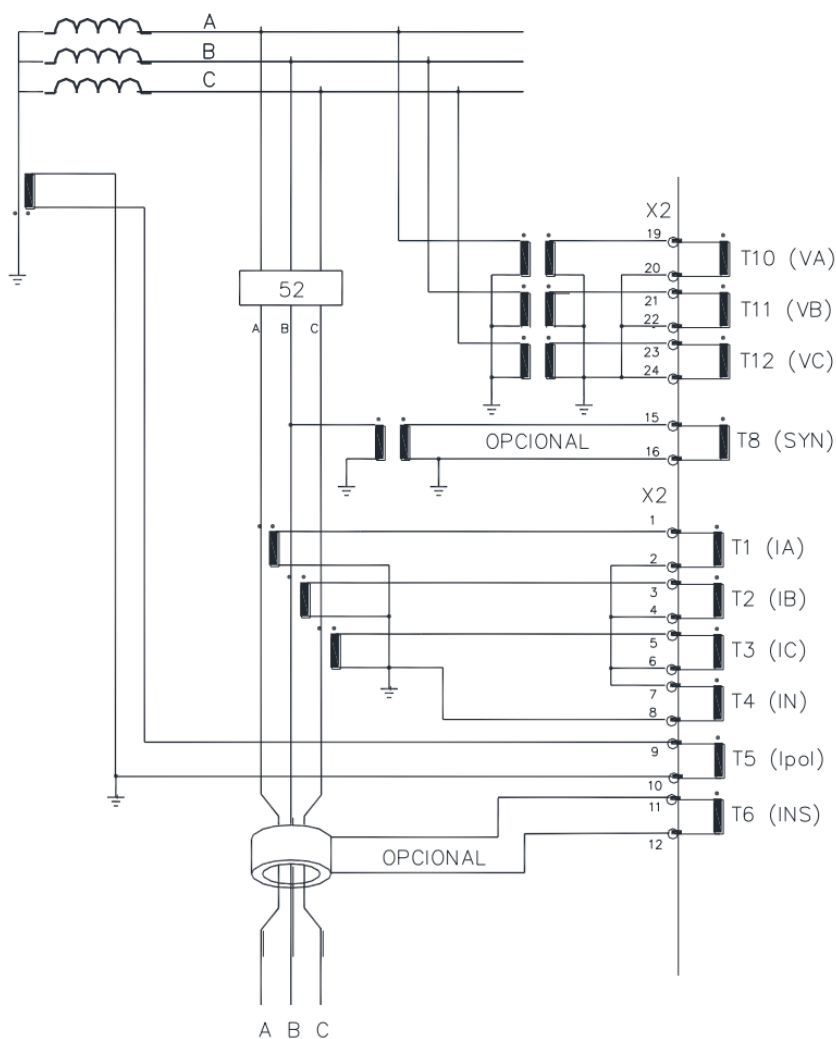 A
B
C
X2
19
T10 (VA)
20
52
21
T11 (VB)
22
A B C
23
T12 (VC)
24
15
OPCIONAL
T8 (SYN)
16
X2
1
T1 (IA)
2
3
T2 (IB)
4
5
T3 (IC)
6
7
T4 (IN)
8
9
T5 (Ipol)
10
11
T6 (INS)
12
OPCIONAL
A B C